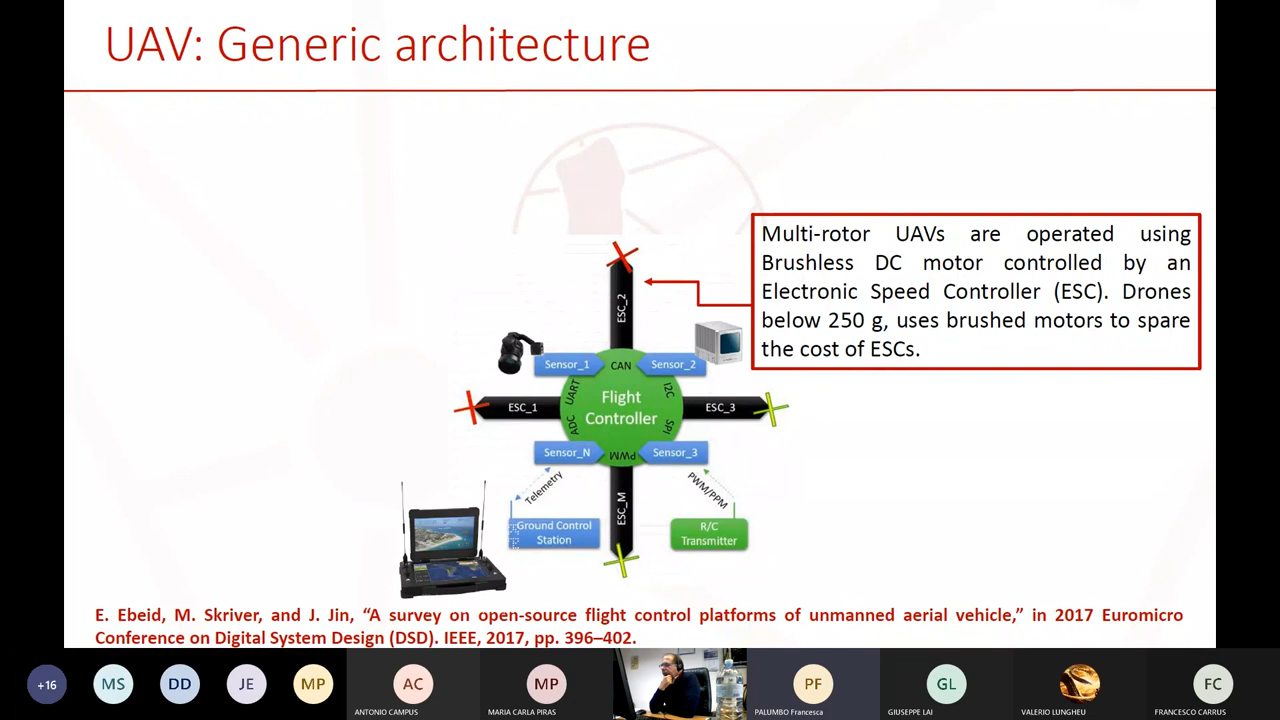 UAV: Generic architecture
Multi-rotor UAVs are operated using
Brushless DC motor controlled by an
Electronic Speed Controller (ESC). Drones
below 250 g, uses brushed motors to spare
the cost of ESCs.
ESC_2
Sensor_1
CAN
Sensor_2
UART
I2C
Flight
Controller
ESC_1
ESC_3
ADC
SPI
Sensor_N
PWM
Sensor_3
Telemetry
ESC_M
PWM/PPM
Ground Control
Station
R/C
Transmitter
E. Ebeid, M. Skriver, and J. Jin, “A survey on open-source flight control platforms of unmanned aerial vehicle,” in 2017 Euromicro
Conference on Digital System Design (DSD). IEEE, 2017, pp. 396–402.
+16
MS
DD
JE
MP
AC
ANTONIO CAMPUS
MP
MARIA CARLA PIRAS
PF
PALUMBO Francesca
GL
GIUSEPPE LAI
VALERIO LUNGHEU
FC
FRANCESCO CARRUS